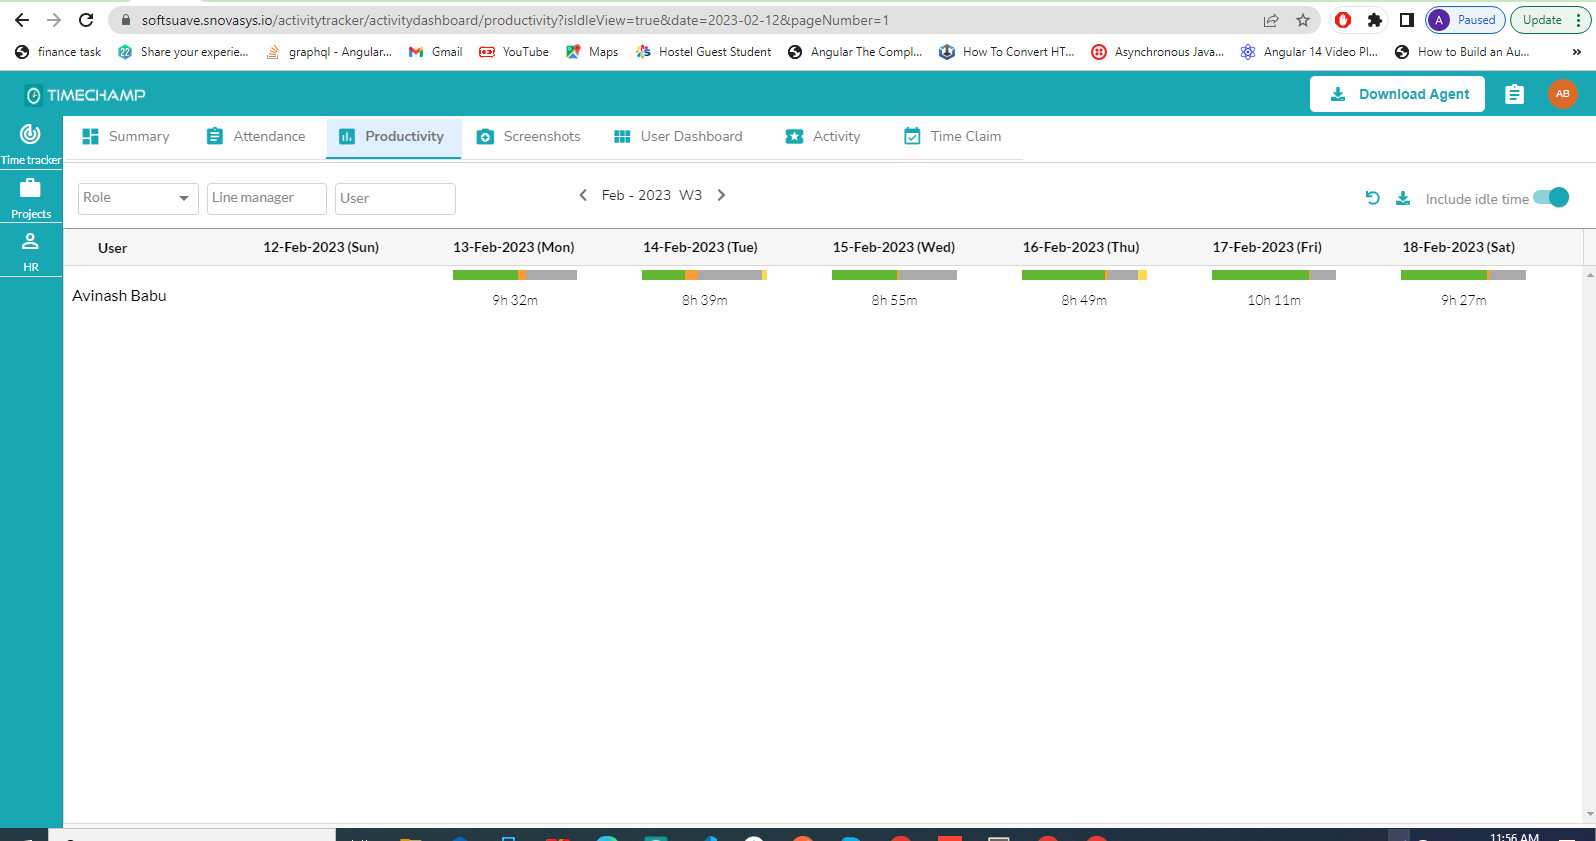 softsuave.snovasys.io/activitytracker/activitydashboard/productivity?isIdleView=true&date=2023-02-12&pageNumber=1
A Paused Update
finance task Share your experie... graphql - Angular... Gmail YouTube Maps Hostel Guest Student Angular The Compl... How To Convert HT... Asynchronous Java... Angular 14 Video Pl... How to Build an Au... »
TIMECHAMP Download Agent AB
Time tracker
Projects
HR
Summary Attendance Productivity Screenshots User Dashboard Activity Time Claim
Role Line manager User Feb - 2023 W3 Include idle time
User 12-Feb-2023 (Sun) 13-Feb-2023 (Mon) 14-Feb-2023 (Tue) 15-Feb-2023 (Wed) 16-Feb-2023 (Thu) 17-Feb-2023 (Fri) 18-Feb-2023 (Sat)
Avinash Babu 9h 32m 8h 39m 8h 55m 8h 49m 10h 11m 9h 27m
11:56 AM